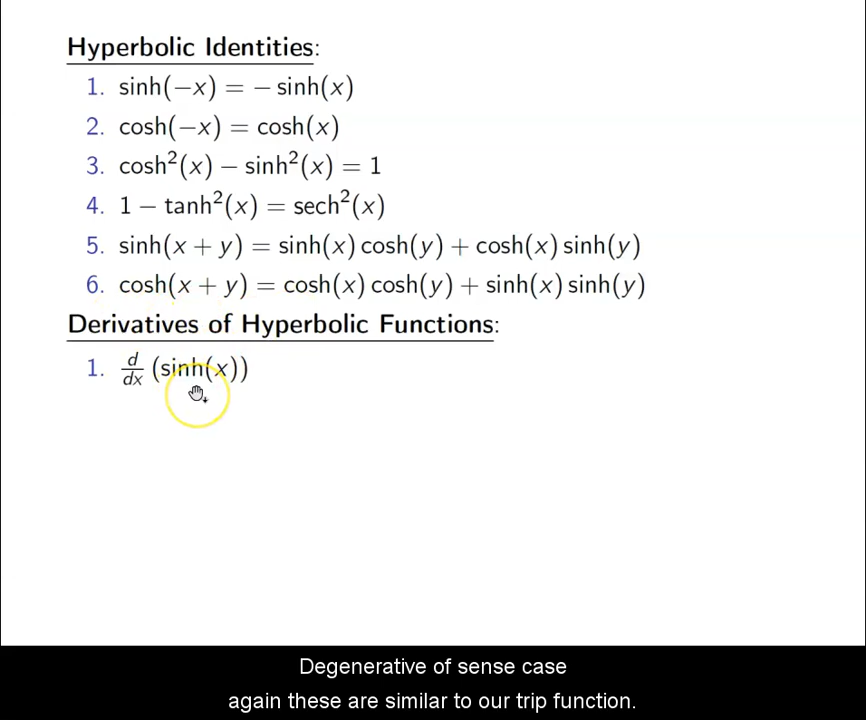 Hyperbolic Identities:
1. sinh(−x) = − sinh(x)
2. cosh(−x) = cosh(x)
3. cosh²(x) − sinh²(x) = 1
4. 1 − tanh²(x) = sech²(x)
5. sinh(x + y) = sinh(x) cosh(y) + cosh(x) sinh(y)
6. cosh(x + y) = cosh(x) cosh(y) + sinh(x) sinh(y)
Derivatives of Hyperbolic Functions:
1. d/dx (sinh(x))
Degenerative of sense case
again these are similar to our trip function.